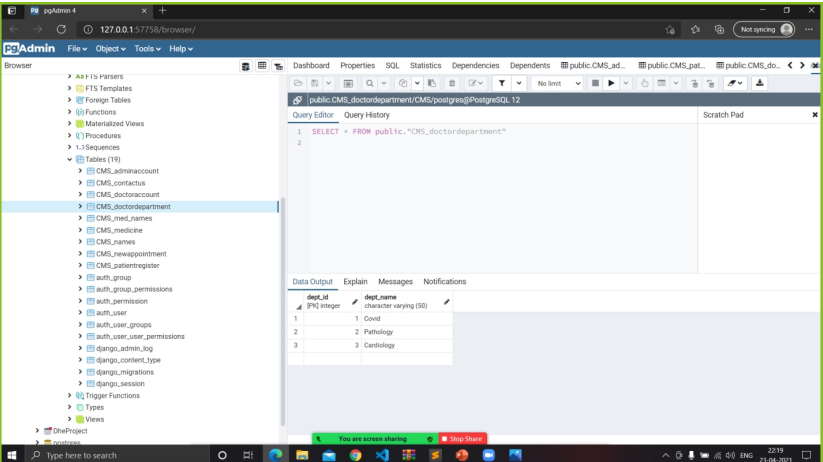 pgAdmin 4
127.0.0.1:57758/browser/
Not syncing
pgAdmin File Object Tools Help
Browser
Dashboard Properties SQL Statistics Dependencies Dependents public.CMS_ad... public.CMS_pat... public.CMS_do...
FTS Parsers
FTS Templates
Foreign Tables
Functions
Materialized Views
Procedures
1..3 Sequences
Tables (19)
CMS_adminaccount
CMS_contactus
CMS_doctoraccount
CMS_doctordepartment
CMS_med_names
CMS_medicine
CMS_names
CMS_newappointment
CMS_patientregister
auth_group
auth_group_permissions
auth_permission
auth_user
auth_user_groups
auth_user_user_permissions
django_admin_log
django_content_type
django_migrations
django_session
Trigger Functions
Types
Views
DheProject
postgres
No limit
public.CMS_doctordepartment/CMS/postgres@PostgreSQL 12
Query Editor Query History
Scratch Pad
1 SELECT * FROM public."CMS_doctordepartment"
2
Data Output Explain Messages Notifications
dept_id dept_name
[PK] integer character varying (50)
1 1 Covid
2 2 Pathology
3 3 Cardiology
You are screen sharing Stop Share
Type here to search
ENG
22:19
23-04-2021